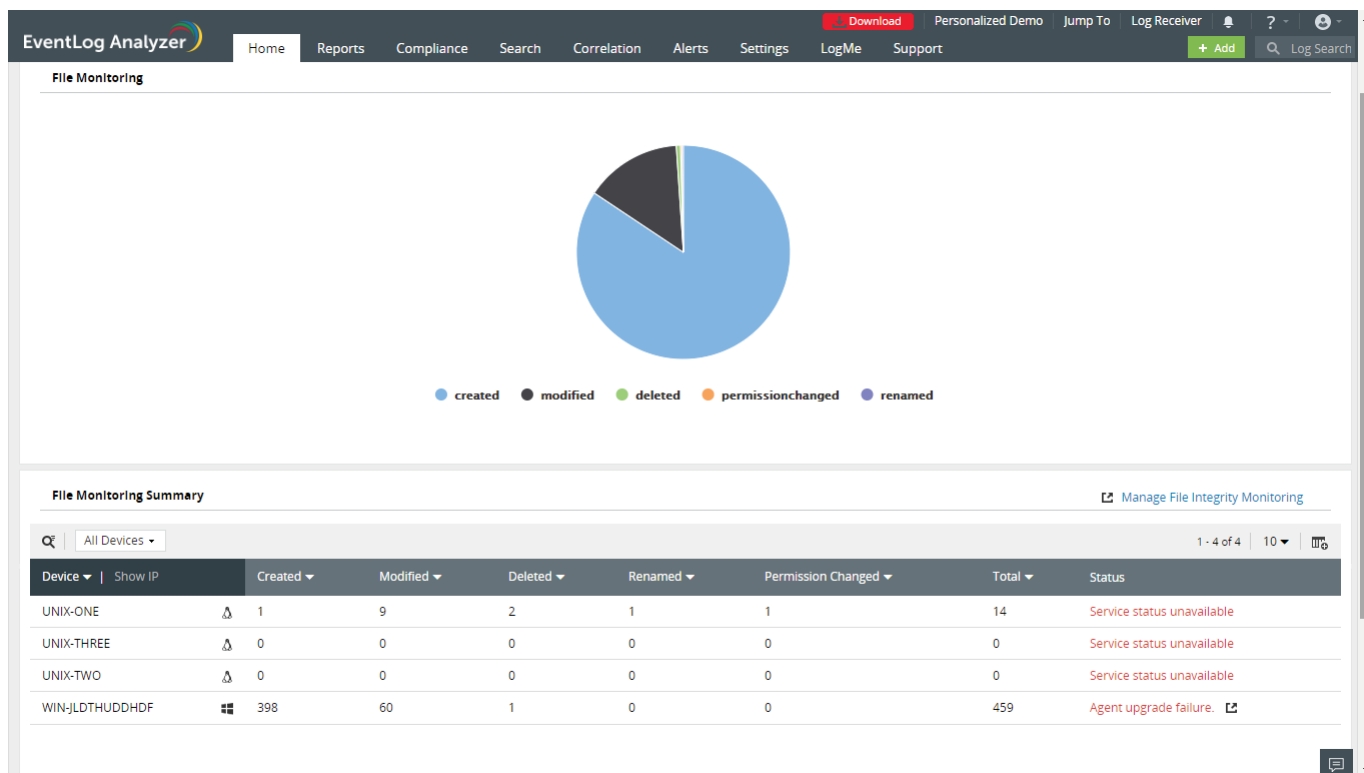 Download Personalized Demo Jump To Log Receiver ?
EventLog Analyzer Home Reports Compliance Search Correlation Alerts Settings LogMe Support + Add Log Search
File Monitoring
created modified deleted permissionchanged renamed
File Monitoring Summary Manage File Integrity Monitoring
All Devices 1 - 4 of 4 10
Device | Show IP Created Modified Deleted Renamed Permission Changed Total Status
UNIX-ONE 1 9 2 1 1 14 Service status unavailable
UNIX-THREE 0 0 0 0 0 0 Service status unavailable
UNIX-TWO 0 0 0 0 0 0 Service status unavailable
WIN-JLDTHUDDHDF 398 60 1 0 0 459 Agent upgrade failure.